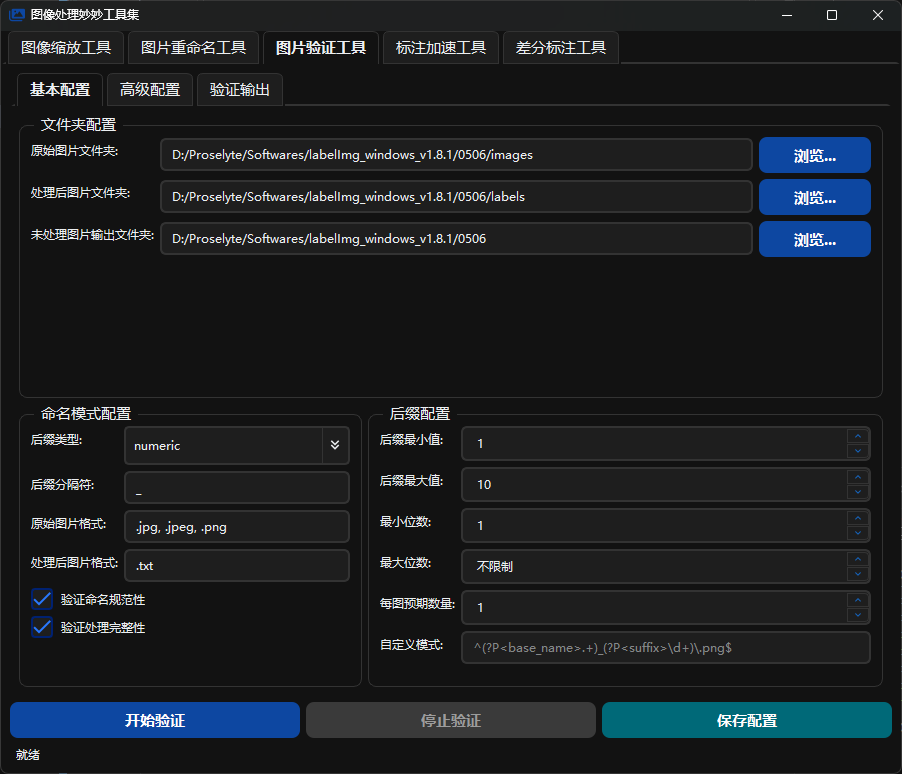 图像处理妙妙工具集
图像缩放工具 图片重命名工具 图片验证工具 标注加速工具 差分标注工具
基本配置 高级配置 验证输出
文件夹配置
原始图片文件夹: D:/Proselyte/Softwares/labelImg_windows_v1.8.1/0506/images 浏览...
处理后图片文件夹: D:/Proselyte/Softwares/labelImg_windows_v1.8.1/0506/labels 浏览...
未处理图片输出文件夹: D:/Proselyte/Softwares/labelImg_windows_v1.8.1/0506 浏览...
命名模式配置
后缀类型: numeric
后缀分隔符: _
原始图片格式: .jpg, .jpeg, .png
处理后图片格式: .txt
验证命名规范性
验证处理完整性
后缀配置
后缀最小值: 1
后缀最大值: 10
最小位数: 1
最大位数: 不限制
每图预期数量: 1
自定义模式: ^(?P<base_name>.+)_(?P<suffix>\d+)\.png$
开始验证 停止验证 保存配置
就绪